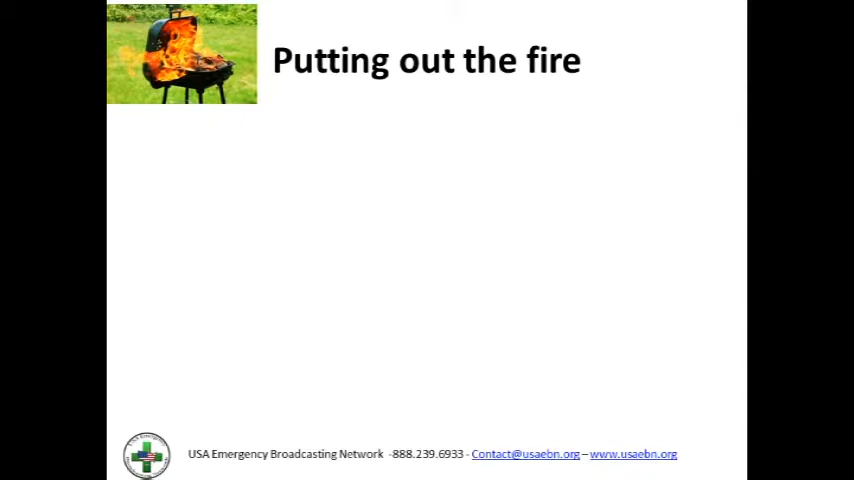 Putting out the fire
USA Emergency Broadcasting Network -888.239.6933 - Contact@usaebn.org – www.usaebn.org